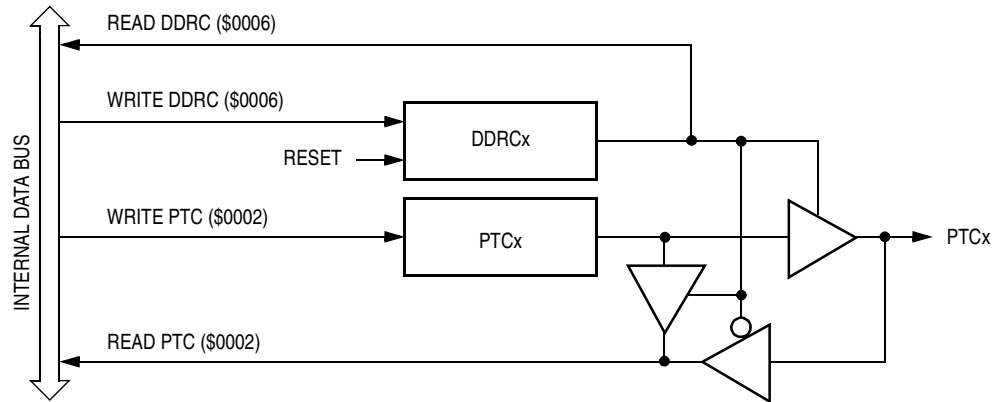 READ DDRC ($0006)
WRITE DDRC ($0006)
DDRCx
RESET
WRITE PTC ($0002)
PTCx
PTCx
READ PTC ($0002)
INTERNAL DATA BUS